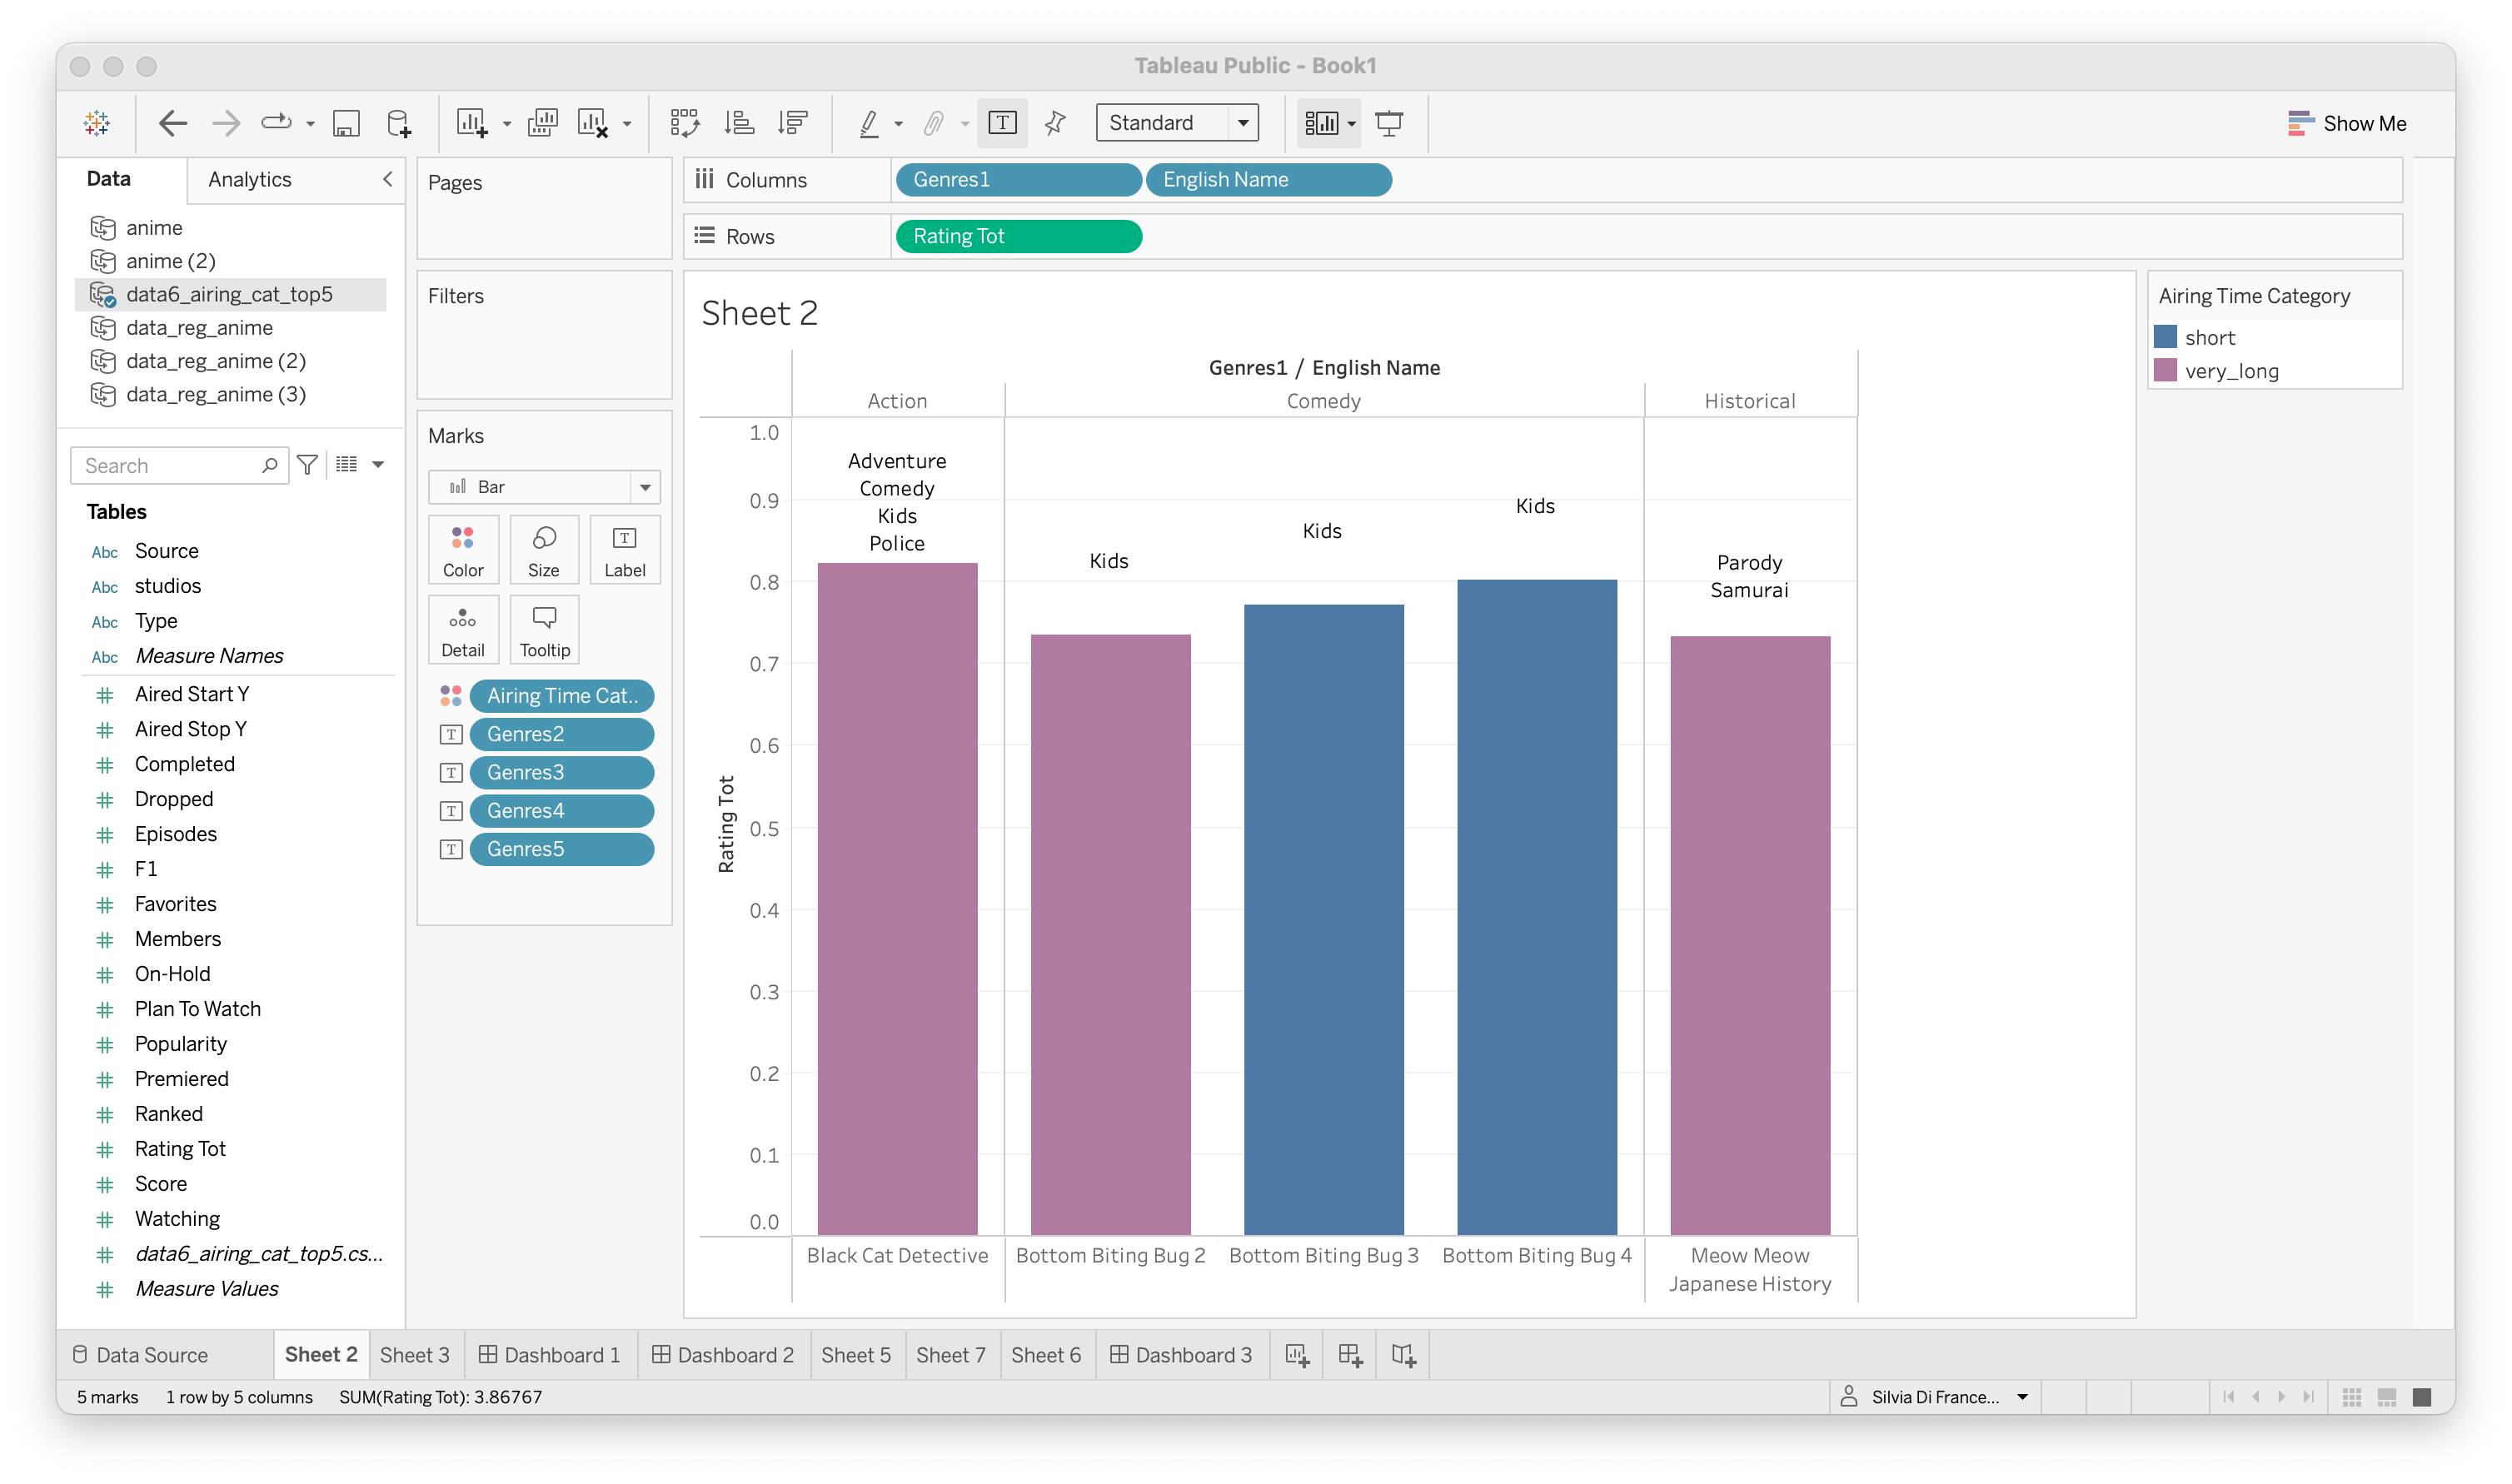 Tableau Public - Book1
Standard
Show Me
Data
Analytics
anime
anime (2)
data6_airing_cat_top5
data_reg_anime
data_reg_anime (2)
data_reg_anime (3)
Search
Tables
Abc Source
Abc studios
Abc Type
Abc Measure Names
Aired Start Y
Aired Stop Y
Completed
Dropped
Episodes
F1
Favorites
Members
On-Hold
Plan To Watch
Popularity
Premiered
Ranked
Rating Tot
Score
Watching
data6_airing_cat_top5.cs...
Measure Values
Pages
Filters
Marks
Bar
Color
Size
T
Label
Detail
Tooltip
Airing Time Cat..
T Genres2
T Genres3
T Genres4
T Genres5
Columns
Genres1
English Name
Rows
Rating Tot
Sheet 2
Genres1 / English Name
Action
Comedy
Historical
Rating Tot
1.0
0.9
0.8
0.7
0.6
0.5
0.4
0.3
0.2
0.1
0.0
Adventure
Comedy
Kids
Police
Kids
Kids
Kids
Parody
Samurai
Black Cat Detective
Bottom Biting Bug 2
Bottom Biting Bug 3
Bottom Biting Bug 4
Meow Meow
Japanese History
Airing Time Category
short
very_long
Data Source
Sheet 2
Sheet 3
Dashboard 1
Dashboard 2
Sheet 5
Sheet 7
Sheet 6
Dashboard 3
5 marks
1 row by 5 columns
SUM(Rating Tot): 3.86767
Silvia Di France...